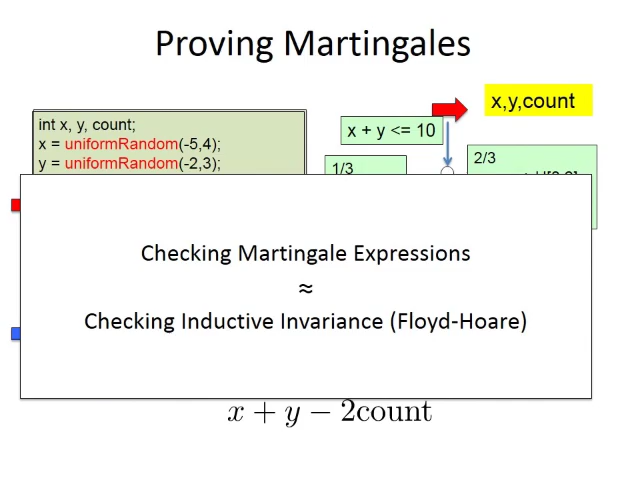 Proving Martingales
x,y,count
int x, y, count;
x = uniformRandom(-5,4);
y = uniformRandom(-2,3);
x + y <= 10
1/3
2/3
Checking Martingale Expressions
≈
Checking Inductive Invariance (Floyd-Hoare)
x + y − 2count